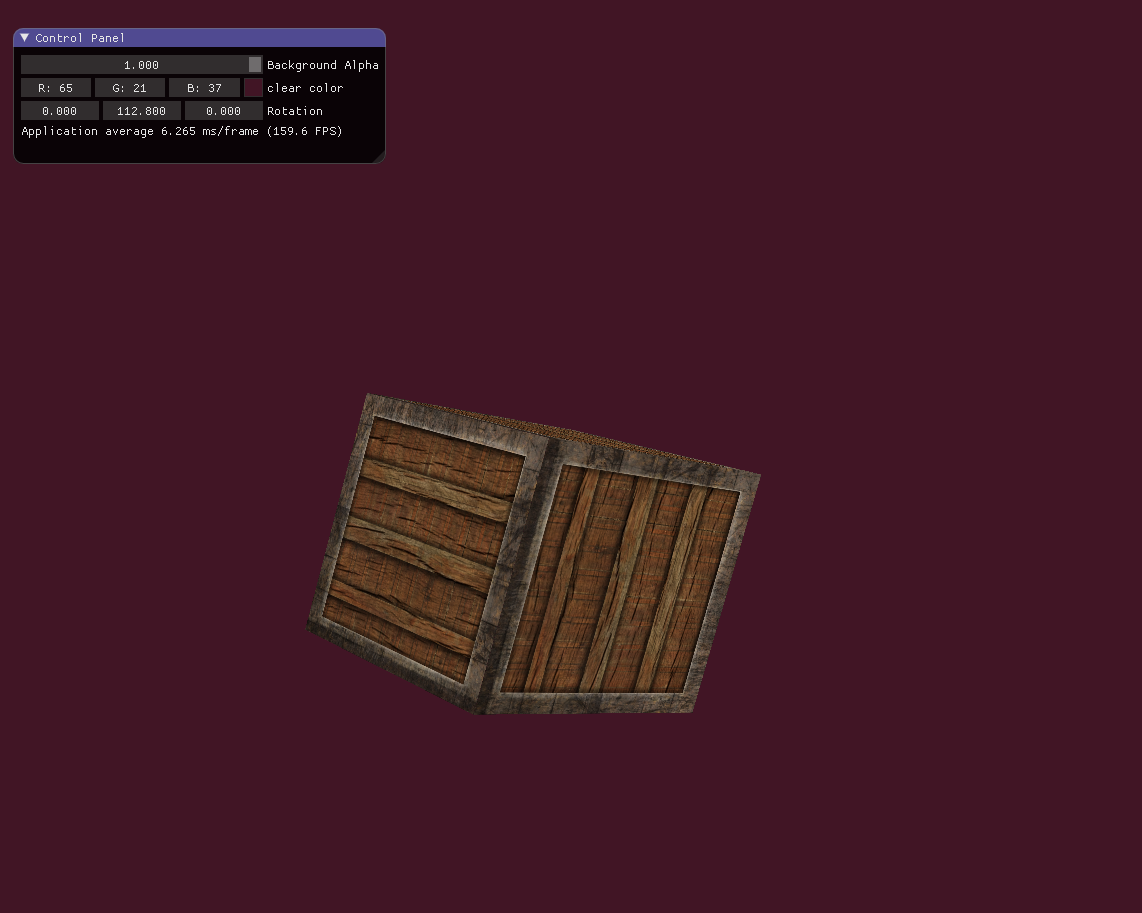 Control Panel
1.000 Background Alpha
R: 65 G: 21 B: 37 clear color
0.000 112.800 0.000 Rotation
Application average 6.265 ms/frame (159.6 FPS)